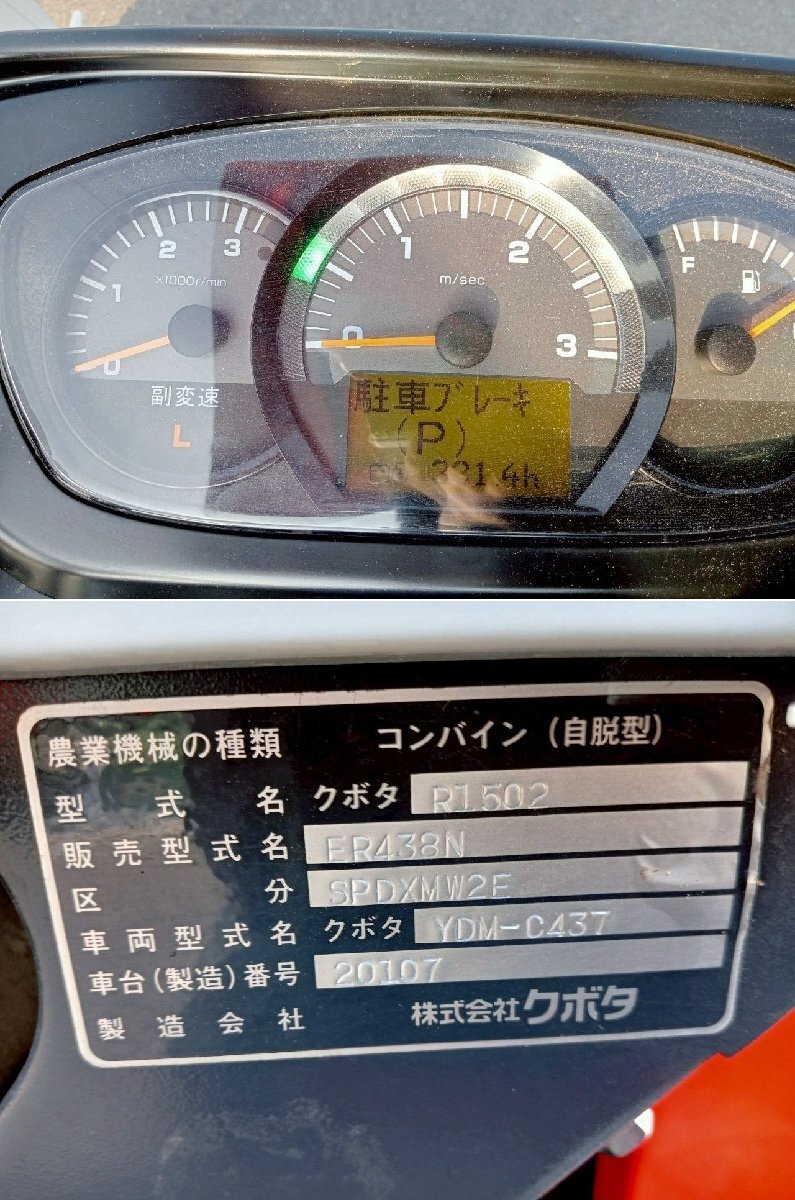 1 2 3
×1000r/min
0
副変速
L
1 2
m/sec
0 3
駐車ブレーキ
(P)
331.4h
F
農業機械の種類 コンバイン(自脱型)
型式名 クボタ R1502
販売型式名 ER438N
区分 SPDXMW2E
車両型式名 クボタ YDM-C437
車台(製造)番号 20107
製造会社 株式会社クボタ